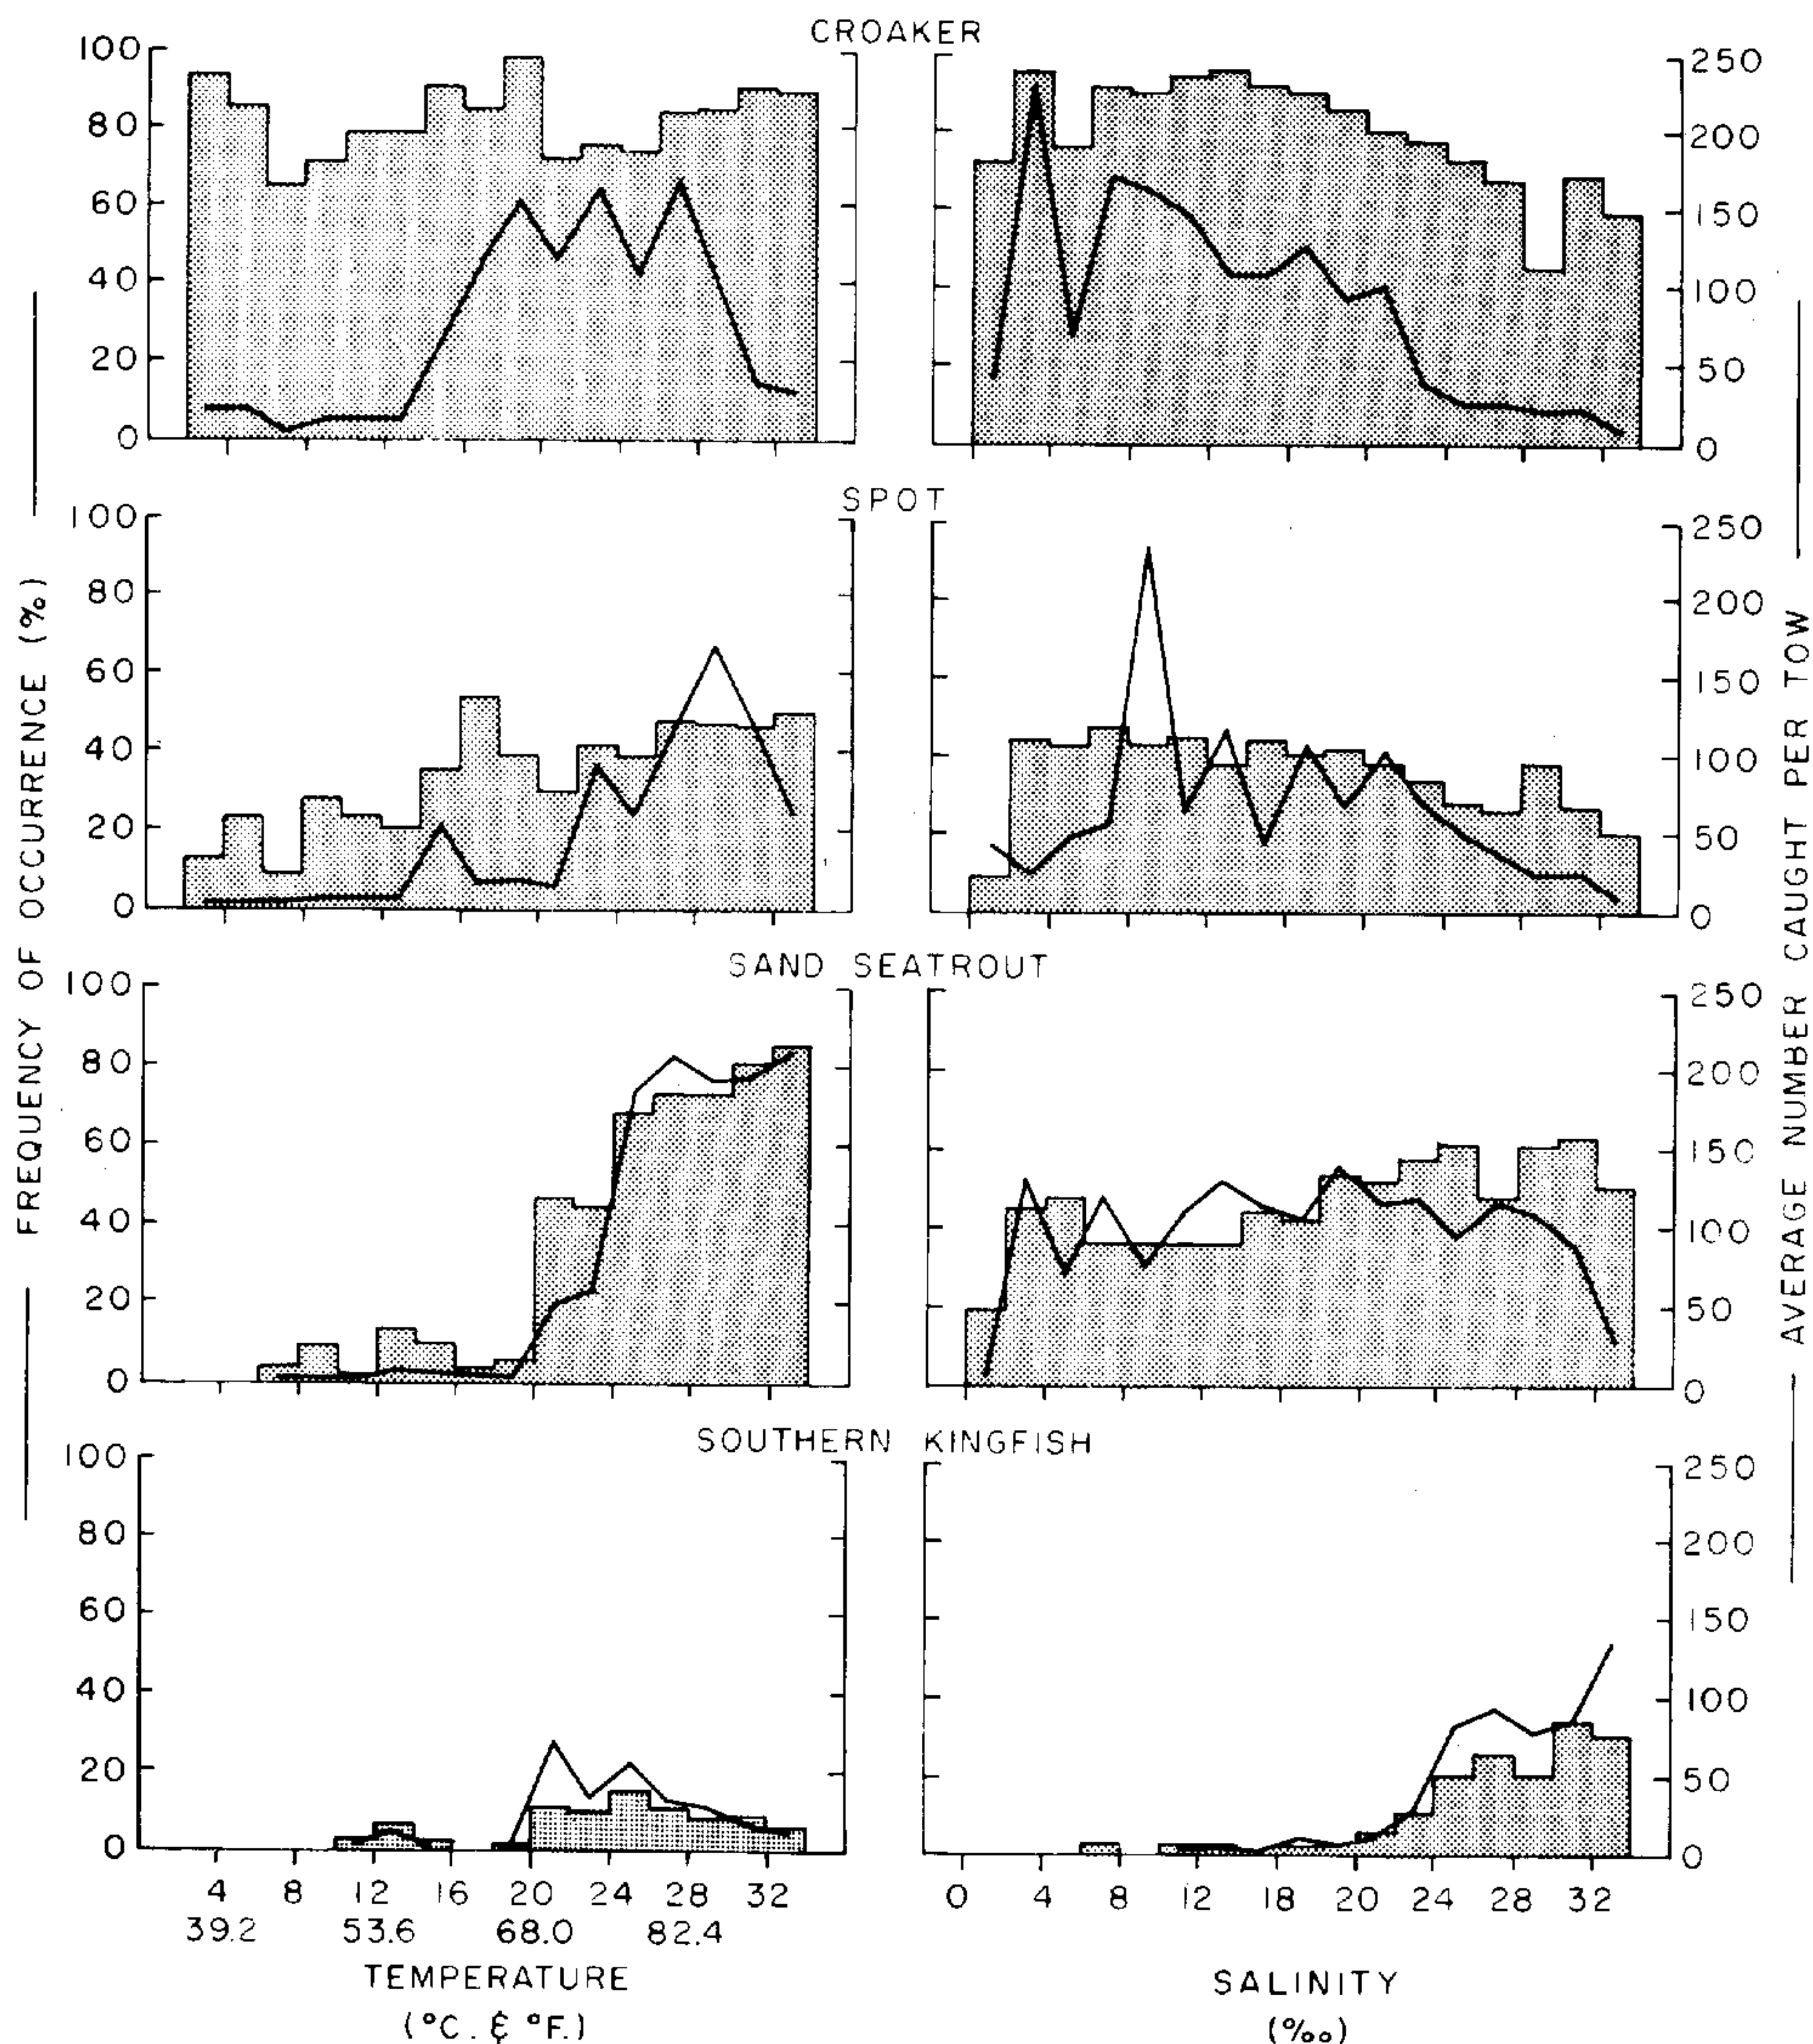 CROAKER
100 80 60 40 20 0
250 200 150 100 50 0
SPOT
100 80 60 40 20 0
250 200 150 100 50 0
SAND SEATROUT
100 80 60 40 20 0
250 200 150 100 50 0
SOUTHERN KINGFISH
100 80 60 40 20 0
250 200 150 100 50 0
FREQUENCY OF OCCURRENCE (%)
AVERAGE NUMBER CAUGHT PER TOW
4 8 12 16 20 24 28 32
39.2 53.6 68.0 82.4
TEMPERATURE
(°C. & °F.)
0 4 8 12 18 20 24 28 32
SALINITY
(‰)